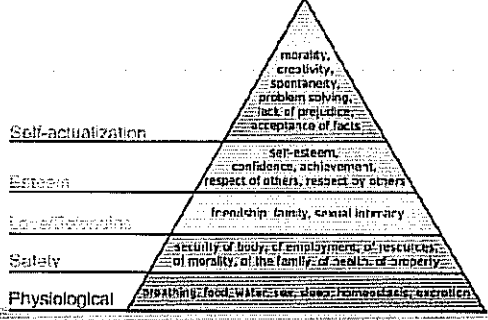 morality,
creativity,
spontaneity,
problem solving,
lack of prejudice,
acceptance of facts
Self-actualization
self-esteem,
confidence, achievement,
respect of others, respect by others
Esteem
friendship, family, sexual intimacy
Love/Belonging
security of body, of employment, of resources,
of morality, of the family, of health, of property
Safety
breathing, food, water, sex, sleep, homeostasis, excretion
Physiological